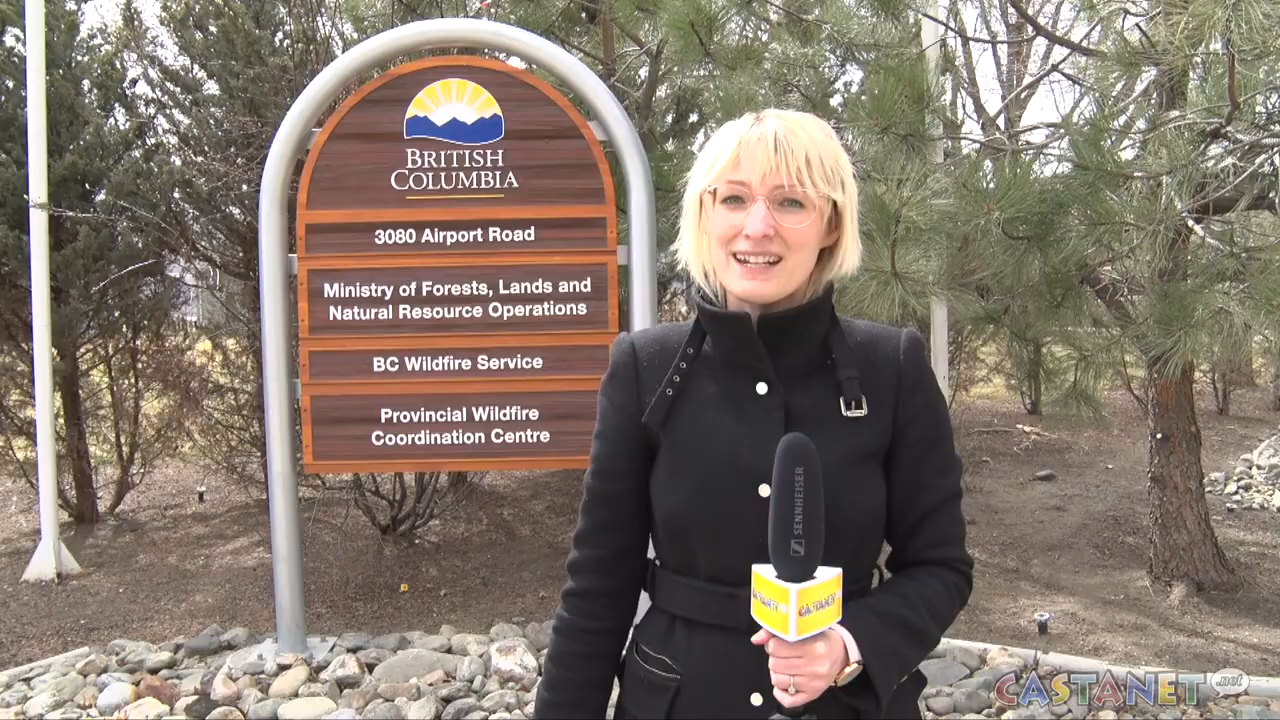 BRITISH
COLUMBIA
3080 Airport Road
Ministry of Forests, Lands and
Natural Resource Operations
BC Wildfire Service
Provincial Wildfire
Coordination Centre
SENNHEISER
CASTANET
CASTANET
CASTANET.net